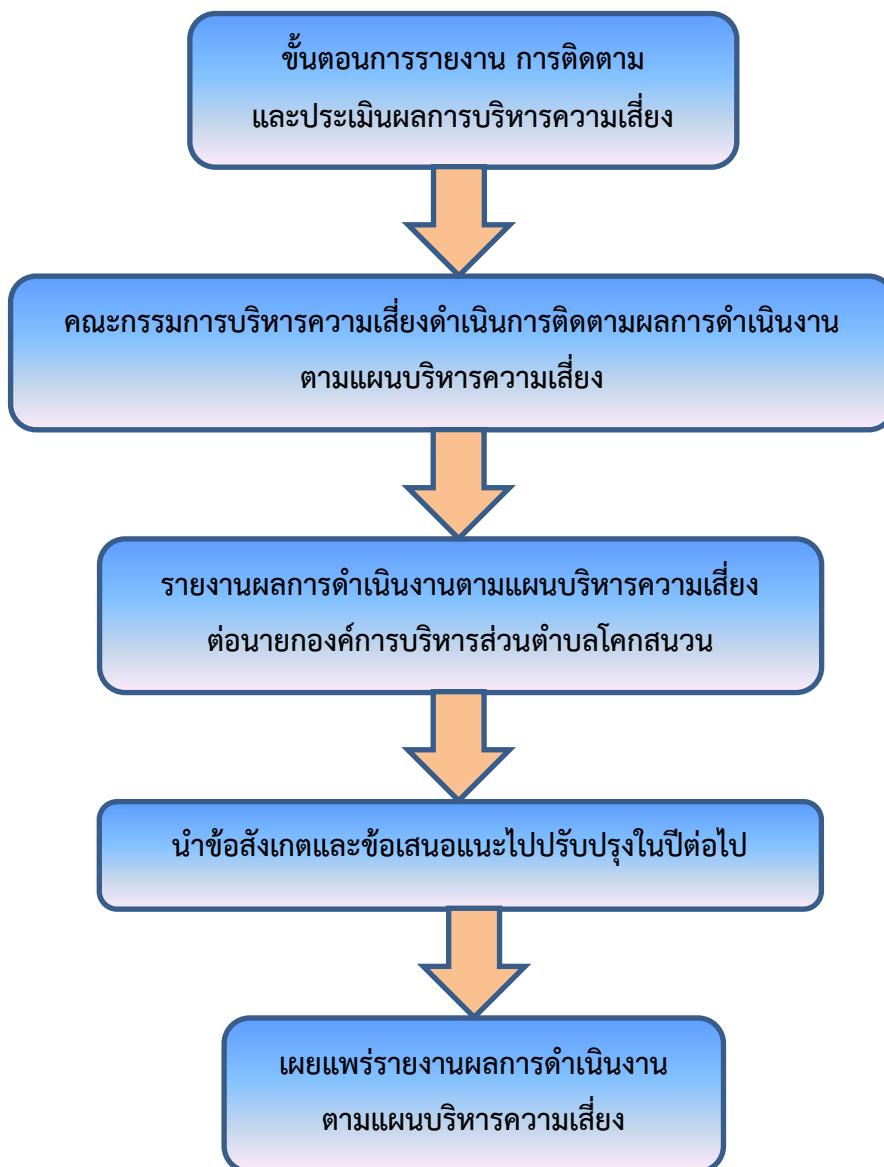 ขั้นตอนการรายงาน การติดตาม
และประเมินผลการบริหารความเสี่ยง
คณะกรรมการบริหารความเสี่ยงดำเนินการติดตามผลการดำเนินงาน
ตามแผนบริหารความเสี่ยง
รายงานผลการดำเนินงานตามแผนบริหารความเสี่ยง
ต่อนายกองค์การบริหารส่วนตำบลโคกสนวน
นำข้อสังเกตและข้อเสนอแนะไปปรับปรุงในปีต่อไป
เผยแพร่รายงานผลการดำเนินงาน
ตามแผนบริหารความเสี่ยง